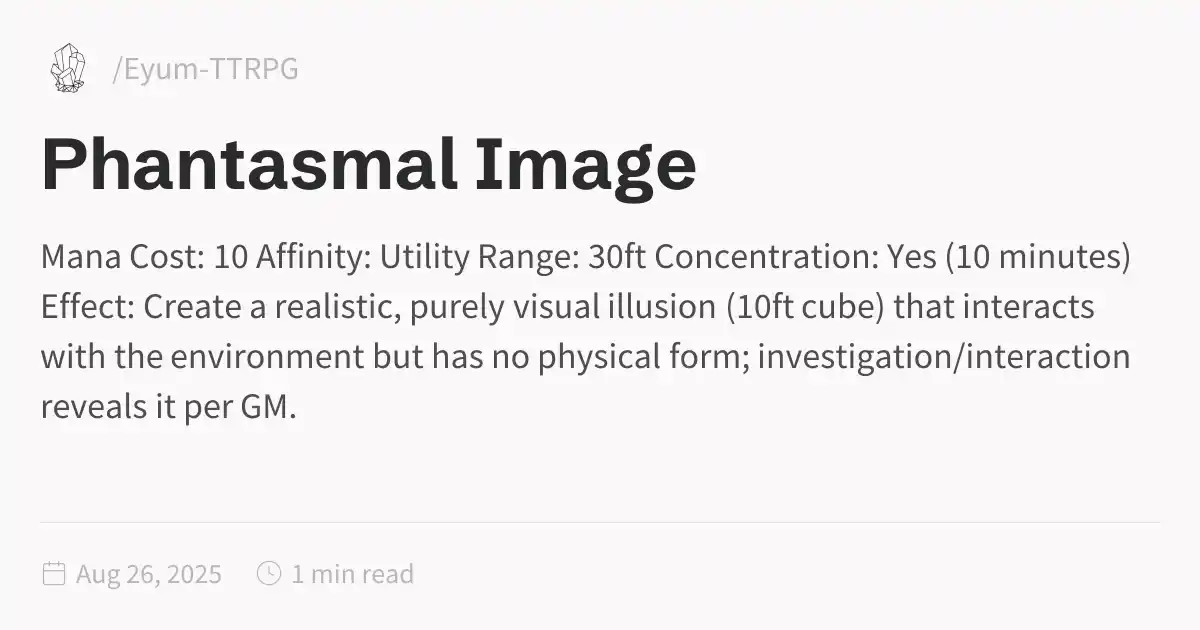 /Eyum-TTRPG
Phantasmal Image
Mana Cost: 10 Affinity: Utility Range: 30ft Concentration: Yes (10 minutes)
Effect: Create a realistic, purely visual illusion (10ft cube) that interacts
with the environment but has no physical form; investigation/interaction
reveals it per GM.
Aug 26, 2025 1 min read